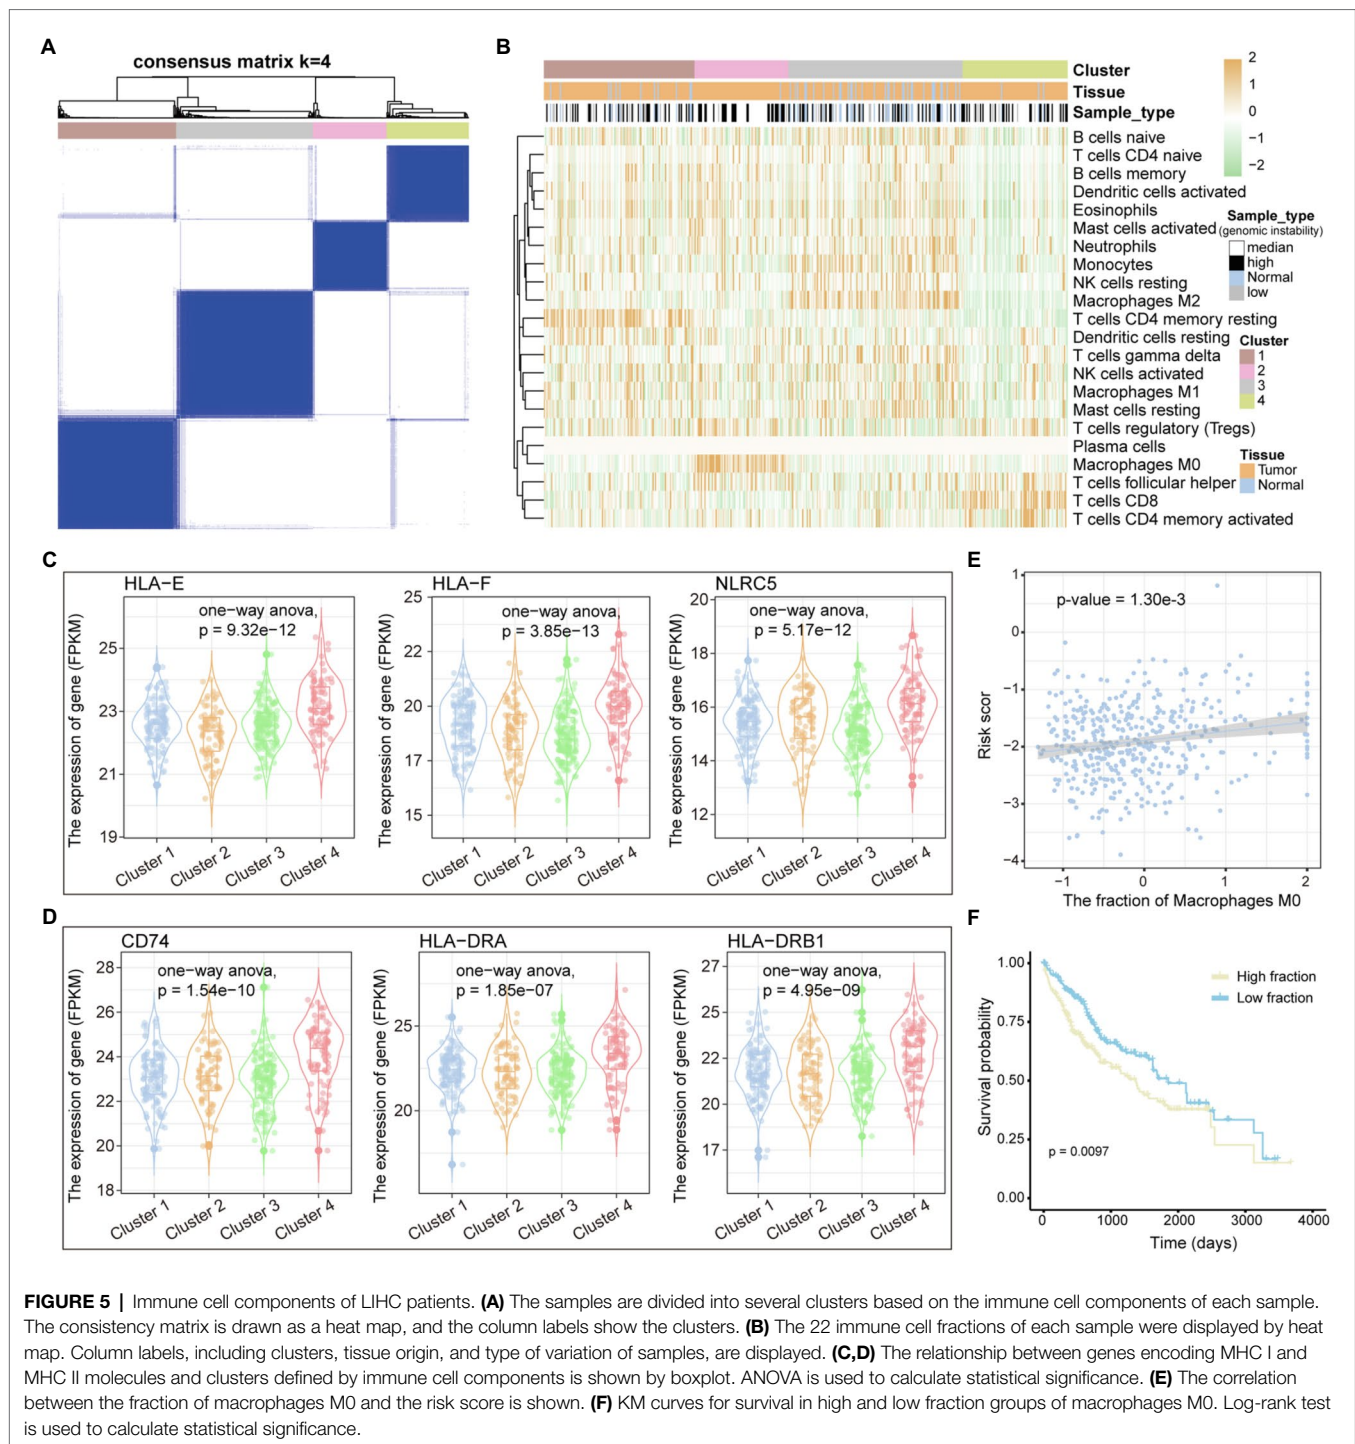 A
consensus matrix k=4
B
Cluster
Tissue
Sample_type
B cells naive
T cells CD4 naive
B cells memory
Dendritic cells activated
Eosinophils
Mast cells activated
Neutrophils
Monocytes
NK cells resting
Macrophages M2
T cells CD4 memory resting
Dendritic cells resting
T cells gamma delta
NK cells activated
Macrophages M1
Mast cells resting
T cells regulatory (Tregs)
Plasma cells
Macrophages M0
T cells follicular helper
T cells CD8
T cells CD4 memory activated
2
1
0
−1
−2
Sample_type
(genomic instability)
median
high
Normal
low
Cluster
1
2
3
4
Tissue
Tumor
Normal
C
HLA−E
one−way anova,
p = 9.32e−12
The expression of gene (FPKM)
25
23
21
19
Cluster 1
Cluster 2
Cluster 3
Cluster 4
HLA−F
one−way anova,
p = 3.85e−13
The expression of gene (FPKM)
25
22
20
17
15
Cluster 1
Cluster 2
Cluster 3
Cluster 4
NLRC5
one−way anova,
p = 5.17e−12
The expression of gene (FPKM)
20
18
16
14
12
Cluster 1
Cluster 2
Cluster 3
Cluster 4
D
CD74
one−way anova,
p = 1.54e−10
The expression of gene (FPKM)
28
26
24
22
20
18
Cluster 1
Cluster 2
Cluster 3
Cluster 4
HLA−DRA
one−way anova,
p = 1.85e−07
The expression of gene (FPKM)
25
20
Cluster 1
Cluster 2
Cluster 3
Cluster 4
HLA−DRB1
one−way anova,
p = 4.95e−09
The expression of gene (FPKM)
27
25
22
20
17
Cluster 1
Cluster 2
Cluster 3
Cluster 4
E
p-value = 1.30e-3
Risk score
1
0
−1
−2
−3
−4
−1
0
1
2
The fraction of Macrophages M0
F
High fraction
Low fraction
Survival probability
1.00
0.75
0.50
0.25
0.00
p = 0.0097
0
1000
2000
3000
4000
Time (days)
FIGURE 5 | Immune cell components of LIHC patients. (A) The samples are divided into several clusters based on the immune cell components of each sample.
The consistency matrix is drawn as a heat map, and the column labels show the clusters. (B) The 22 immune cell fractions of each sample were displayed by heat
map. Column labels, including clusters, tissue origin, and type of variation of samples, are displayed. (C,D) The relationship between genes encoding MHC I and
MHC II molecules and clusters defined by immune cell components is shown by boxplot. ANOVA is used to calculate statistical significance. (E) The correlation
between the fraction of macrophages M0 and the risk score is shown. (F) KM curves for survival in high and low fraction groups of macrophages M0. Log-rank test
is used to calculate statistical significance.